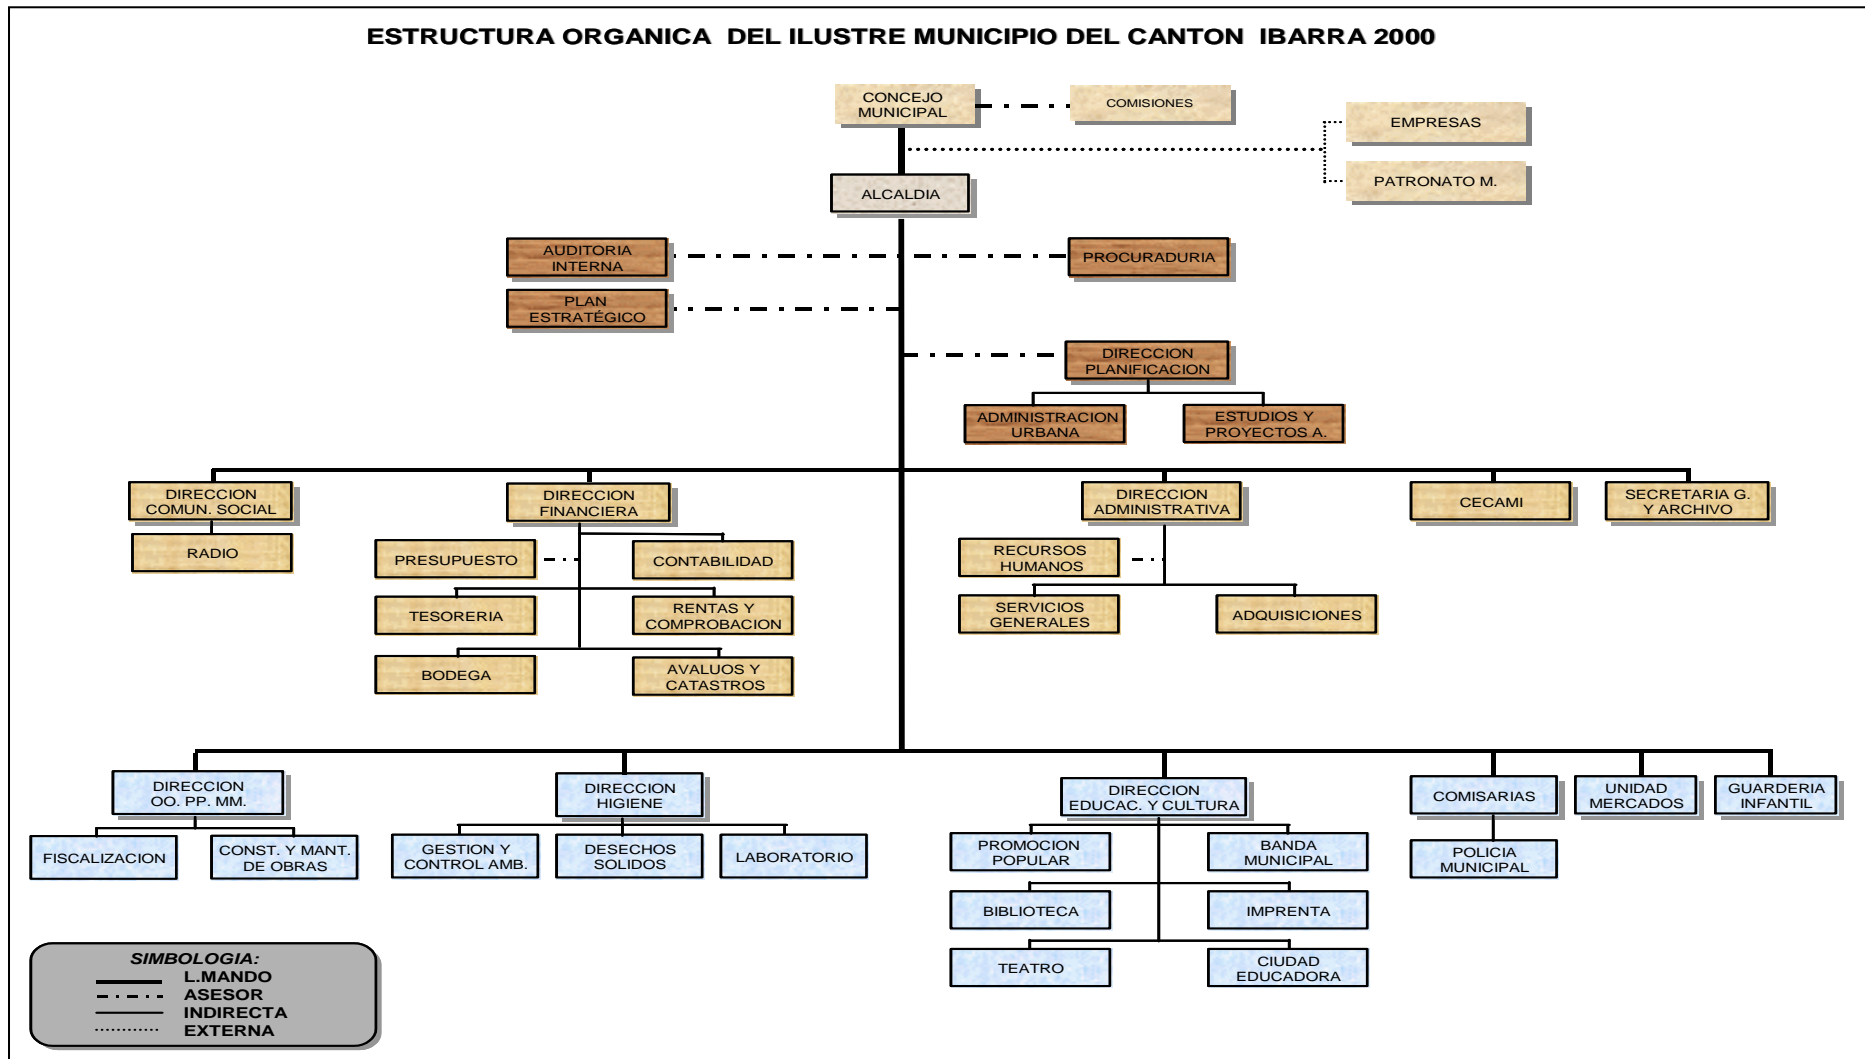 ESTRUCTURA ORGANICA DEL ILUSTRE MUNICIPIO DEL CANTON IBARRA 2000
CONCEJO
MUNICIPAL
COMISIONES
EMPRESAS
PATRONATO M.
ALCALDIA
AUDITORIA
INTERNA
PROCURADURIA
PLAN
ESTRATÉGICO
DIRECCION
PLANIFICACION
ADMINISTRACION
URBANA
ESTUDIOS Y
PROYECTOS A.
DIRECCION
COMUN. SOCIAL
DIRECCION
FINANCIERA
DIRECCION
ADMINISTRATIVA
CECAMI
SECRETARIA G.
Y ARCHIVO
RADIO
PRESUPUESTO
CONTABILIDAD
RECURSOS
HUMANOS
TESORERIA
RENTAS Y
COMPROBACION
SERVICIOS
GENERALES
ADQUISICIONES
BODEGA
AVALUOS Y
CATASTROS
DIRECCION
OO. PP. MM.
DIRECCION
HIGIENE
DIRECCION
EDUCAC. Y CULTURA
COMISARIAS
UNIDAD
MERCADOS
GUARDERIA
INFANTIL
FISCALIZACION
CONST. Y MANT.
DE OBRAS
GESTION Y
CONTROL AMB.
DESECHOS
SOLIDOS
LABORATORIO
PROMOCION
POPULAR
BANDA
MUNICIPAL
POLICIA
MUNICIPAL
BIBLIOTECA
IMPRENTA
TEATRO
CIUDAD
EDUCADORA
SIMBOLOGIA:
L.MANDO
ASESOR
INDIRECTA
EXTERNA